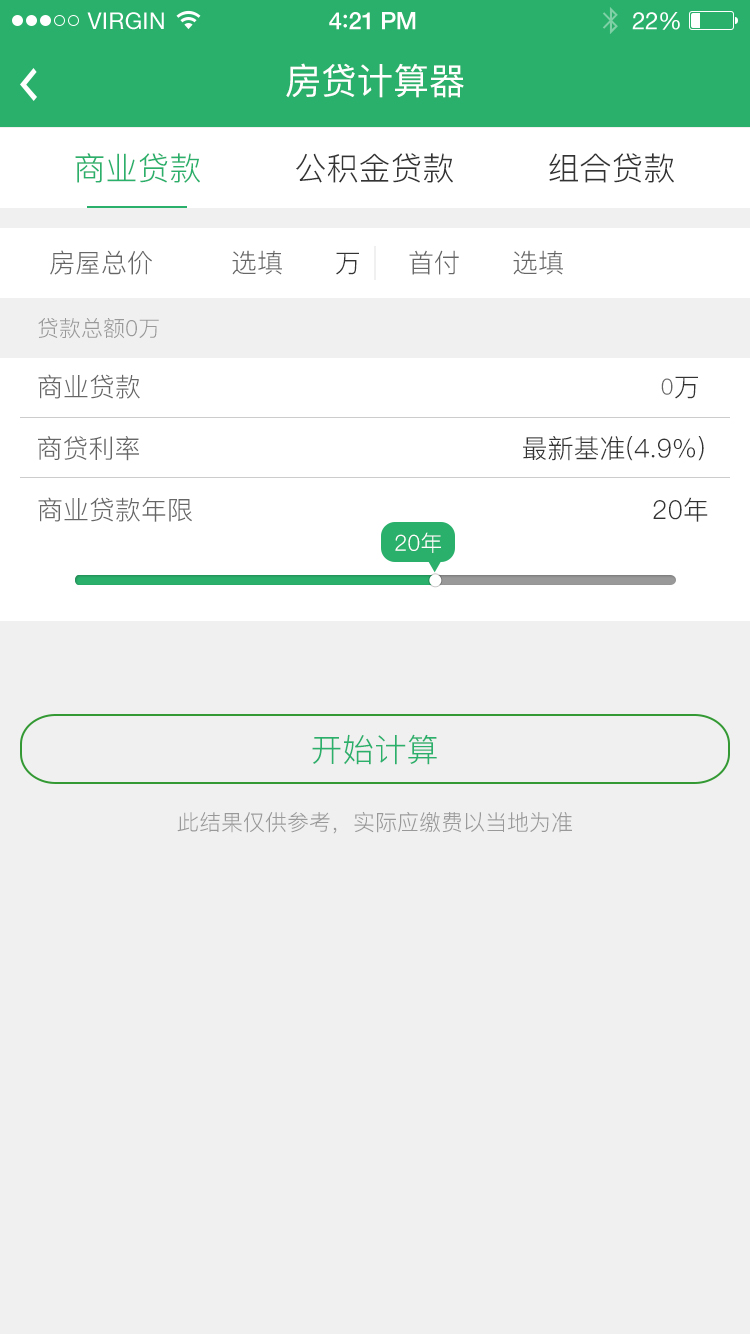 VIRGIN 4:21 PM 22%
房贷计算器
商业贷款 公积金贷款 组合贷款
房屋总价 选填 万 首付 选填
贷款总额0万
商业贷款 0万
商贷利率 最新基准(4.9%)
商业贷款年限 20年
20年
开始计算
此结果仅供参考，实际应缴费以当地为准